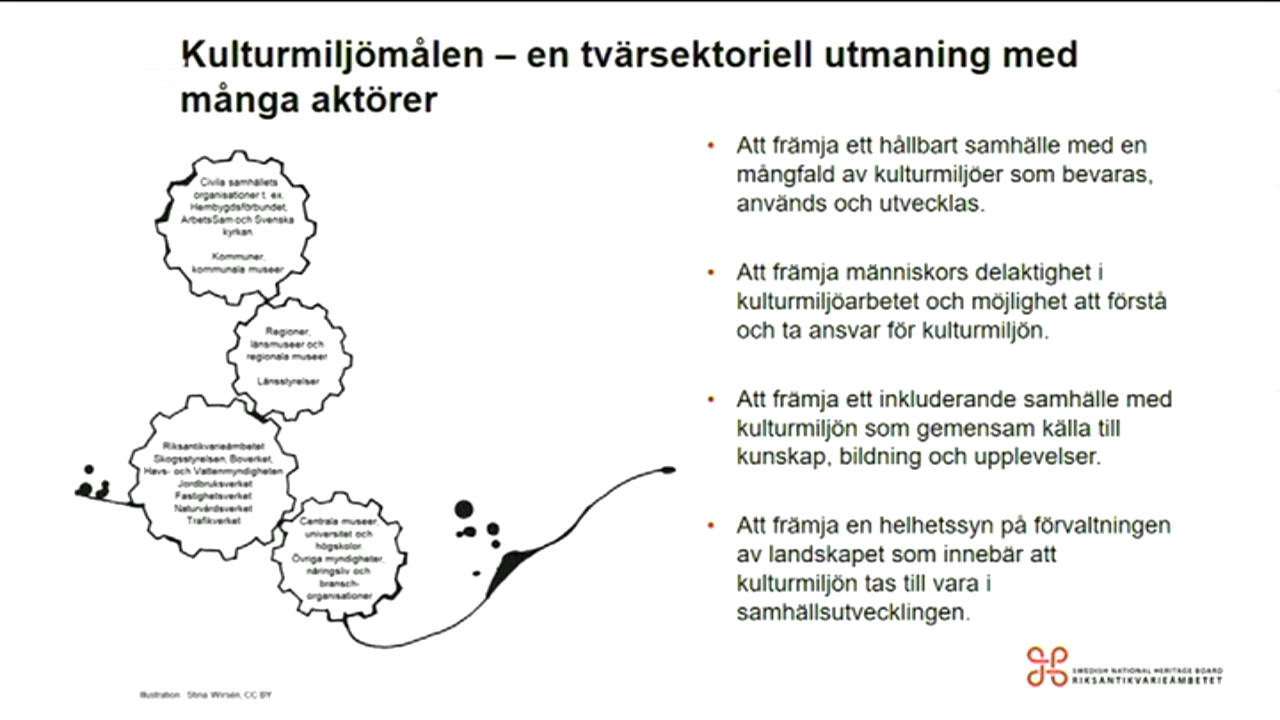 Kulturmiljömålen – en tvärsektoriell utmaning med
många aktörer
Civila samhällets
organisationer t. ex.
Hembygdsförbundet,
ArbetSam och Svenska
kyrkan.
Kommuner,
kommunala museer
Regioner,
länsmuseer och
regionala museer
Länsstyrelser
Riksantikvarieämbetet
Skogsstyrelsen, Boverket,
Havs- och Vattenmyndigheten
Jordbruksverket
Fastighetsverket
Naturvårdsverket
Trafikverket
Centrala museer,
universitet och
högskolor.
Övriga myndigheter,
näringsliv och
bransch-
organisationer
• Att främja ett hållbart samhälle med en
mångfald av kulturmiljöer som bevaras,
används och utvecklas.
• Att främja människors delaktighet i
kulturmiljöarbetet och möjlighet att förstå
och ta ansvar för kulturmiljön.
• Att främja ett inkluderande samhälle med
kulturmiljön som gemensam källa till
kunskap, bildning och upplevelser.
• Att främja en helhetssyn på förvaltningen
av landskapet som innebär att
kulturmiljön tas till vara i
samhällsutvecklingen.
SWEDISH NATIONAL HERITAGE BOARD
RIKSANTIKVARIEÄMBETET
Illustration: Stina Wirsén, CC BY